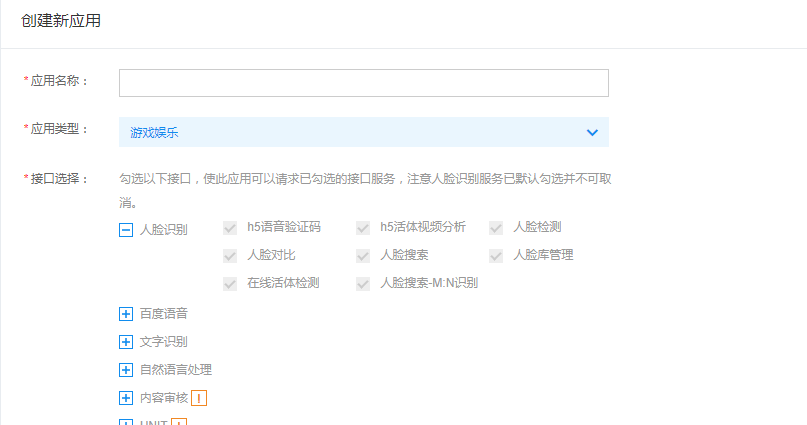 创建新应用
*应用名称：
*应用类型： 游戏娱乐
*接口选择： 勾选以下接口，使此应用可以请求已勾选的接口服务，注意人脸识别服务已默认勾选并不可取
消。
人脸识别 h5语音验证码 h5活体视频分析 人脸检测
人脸对比 人脸搜索 人脸库管理
在线活体检测 人脸搜索-M:N识别
百度语音
文字识别
自然语言处理
内容审核 !
UNIT !